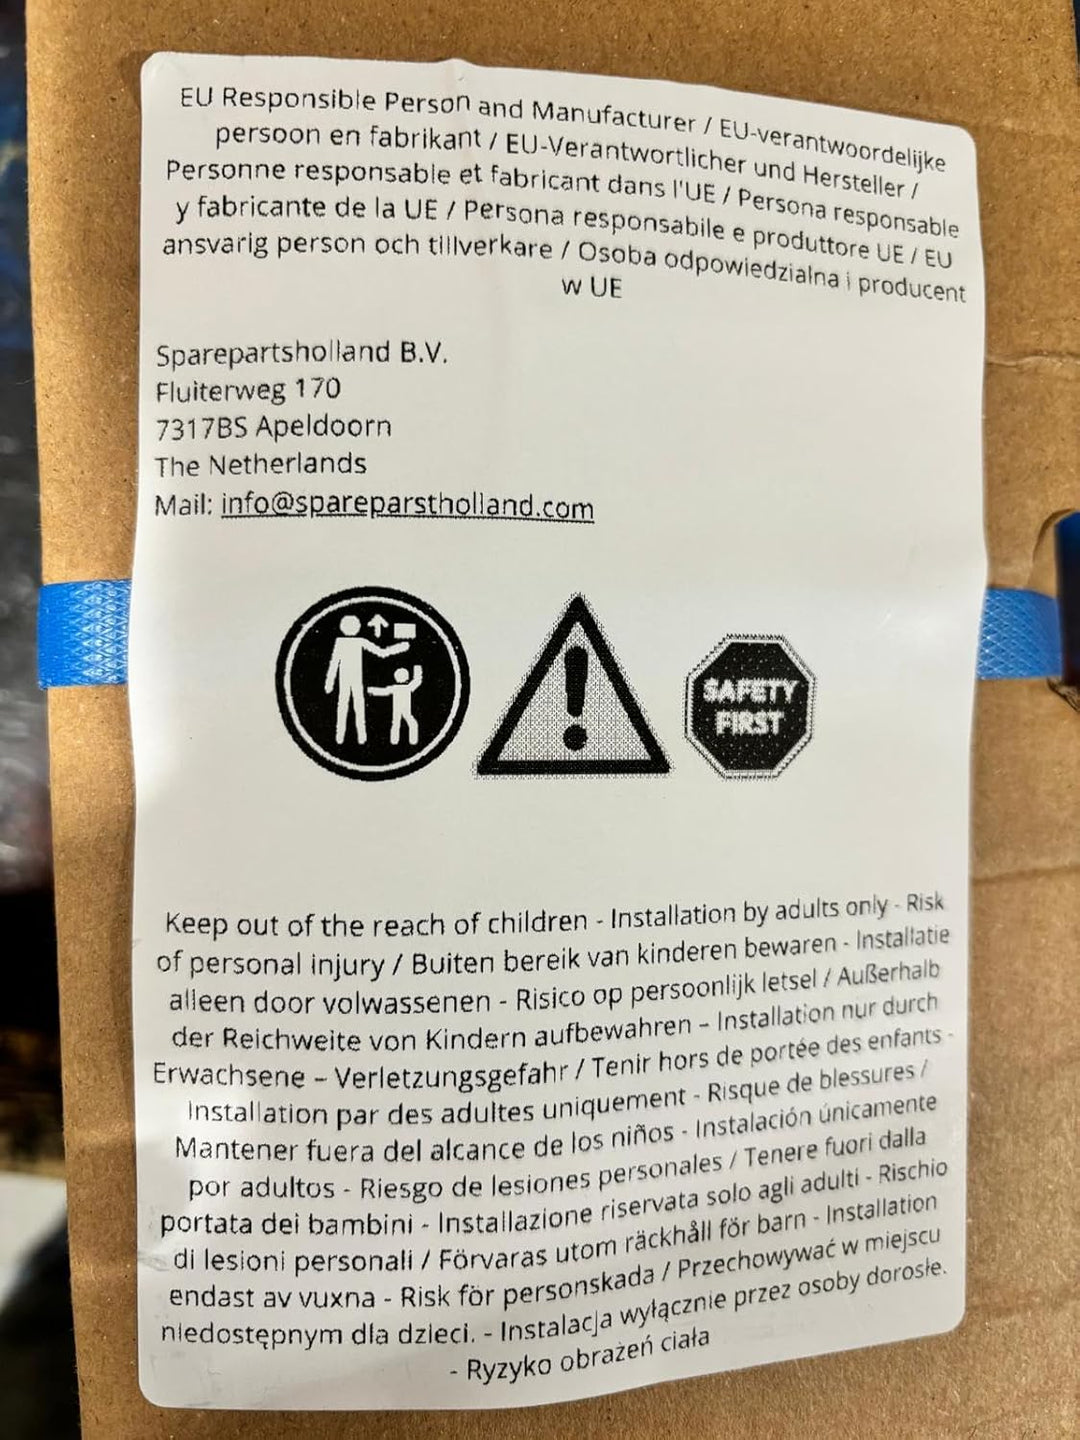 EU Responsible Person and Manufacturer / EU-verantwoordelijke
persoon en fabrikant / EU-Verantwortlicher und Hersteller /
Personne responsable et fabricant dans l'UE / Persona responsable
y fabricante de la UE / Persona responsabile e produttore UE / EU
ansvarig person och tillverkare / Osoba odpowiedzialna i producent
w UE
Sparepartsholland B.V.
Fluiterweg 170
7317BS Apeldoorn
The Netherlands
Mail: info@spareparstholland.com
SAFETY
FIRST
Keep out of the reach of children - Installation by adults only - Risk
of personal injury / Buiten bereik van kinderen bewaren - Installatie
alleen door volwassenen - Risico op persoonlijk letsel / Außerhalb
der Reichweite von Kindern aufbewahren – Installation nur durch
Erwachsene – Verletzungsgefahr / Tenir hors de portée des enfants -
Installation par des adultes uniquement - Risque de blessures /
Mantener fuera del alcance de los niños - Instalación únicamente
por adultos - Riesgo de lesiones personales / Tenere fuori dalla
portata dei bambini - Installazione riservata solo agli adulti - Rischio
di lesioni personali / Förvaras utom räckhåll för barn - Installation
endast av vuxna - Risk för personskada / Przechowywać w miejscu
niedostępnym dla dzieci. - Instalacja wyłącznie przez osoby dorosłe.
- Ryzyko obrażeń ciała